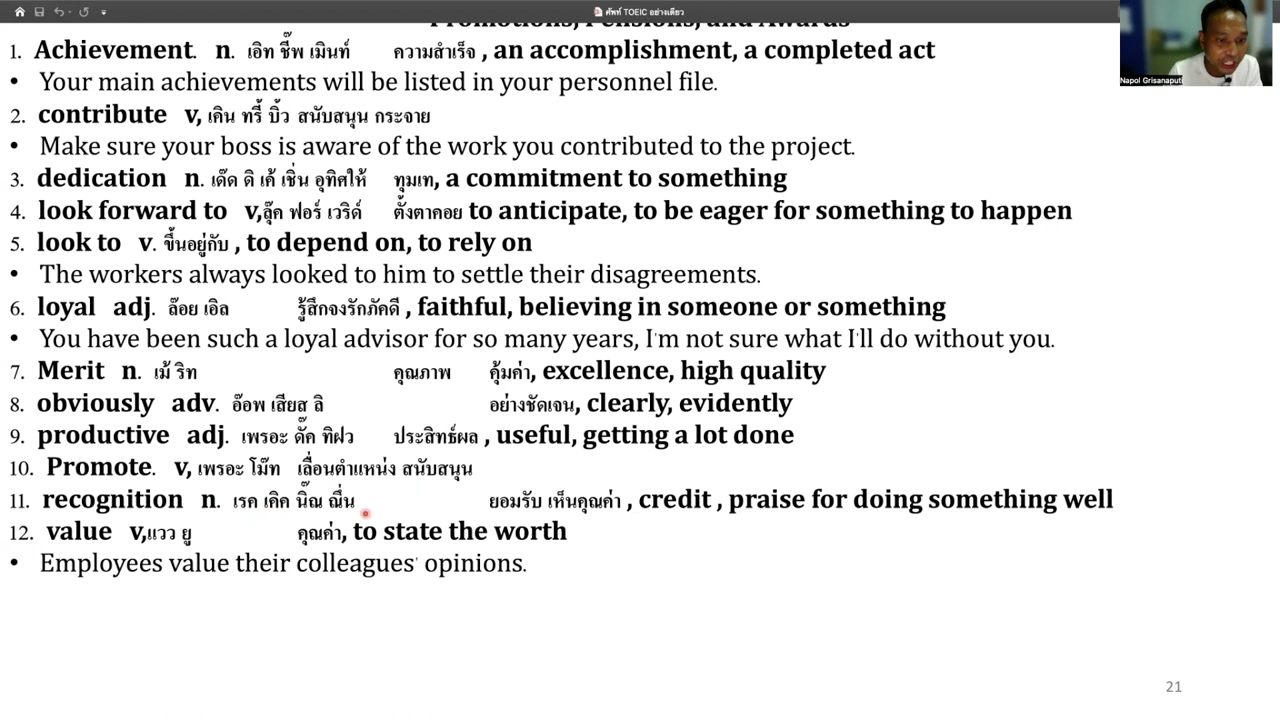 ศัพท์ TOEIC อย่างเดียว
Promotions, Pensions, and Awards
Napol Grisanaputi
1. Achievement. n. เอิท ชี๊พ เมินท์ ความสำเร็จ , an accomplishment, a completed act
• Your main achievements will be listed in your personnel file.
2. contribute v, เคิน ทรี้ บิ้ว สนับสนุน กระจาย
• Make sure your boss is aware of the work you contributed to the project.
3. dedication n. เด๊ด ดิ เค้ เชิ่น อุทิศให้ ทุมเท, a commitment to something
4. look forward to v,ลุ๊ค ฟอร์ เวริด์ ตั้งตาคอย to anticipate, to be eager for something to happen
5. look to v. ขึ้นอยู่กับ , to depend on, to rely on
• The workers always looked to him to settle their disagreements.
6. loyal adj. ล๊อย เอิล รู้สึกจงรักภัคดี , faithful, believing in someone or something
• You have been such a loyal advisor for so many years, I'm not sure what I'll do without you.
7. Merit n. เม้ ริท คุณภาพ คุ้มค่า, excellence, high quality
8. obviously adv. อ๊อพ เสียส ลิ อย่างชัดเจน, clearly, evidently
9. productive adj. เพรอะ ดั๊ค ทิฝว ประสิทธ์ผล , useful, getting a lot done
10. Promote. v, เพรอะ โม๊ท เลื่อนตำแหน่ง สนับสนุน
11. recognition n. เรค เคิค นิ๊ณ ณึ่น ยอมรับ เห็นคุณค่า , credit , praise for doing something well
12. value v,แวว ยู คุณค่า, to state the worth
• Employees value their colleagues' opinions.
21